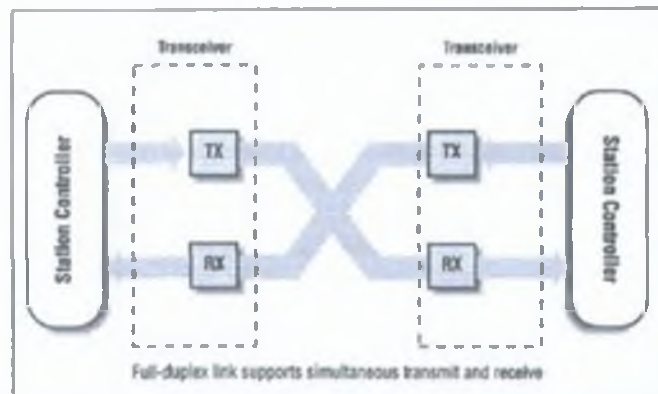 Transceiver
Transceiver
Station Controller
TX
TX
Station Controller
RX
RX
Full-duplex link supports simultaneous transmit and receive